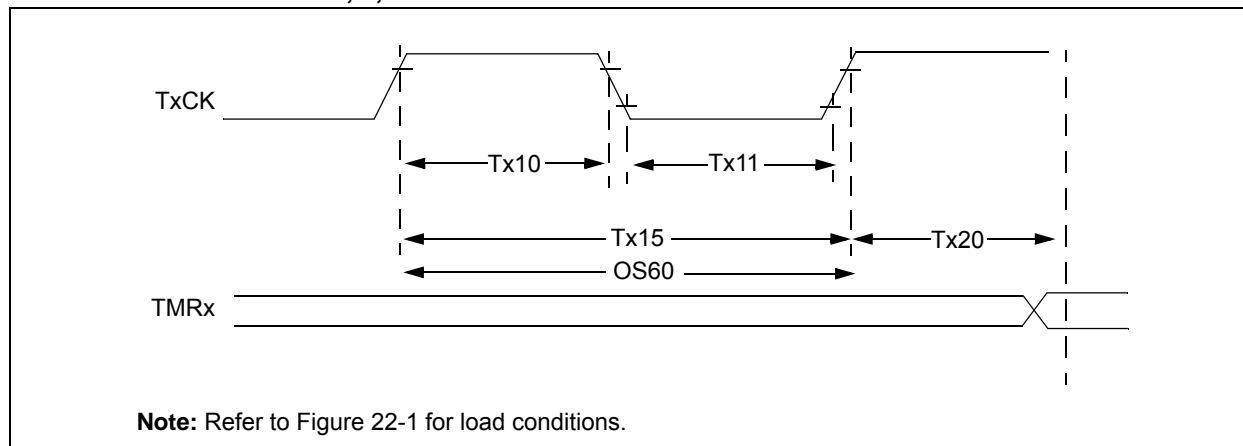 TxCK
Tx10
Tx11
Tx15
Tx20
OS60
TMRx
Note: Refer to Figure 22-1 for load conditions.